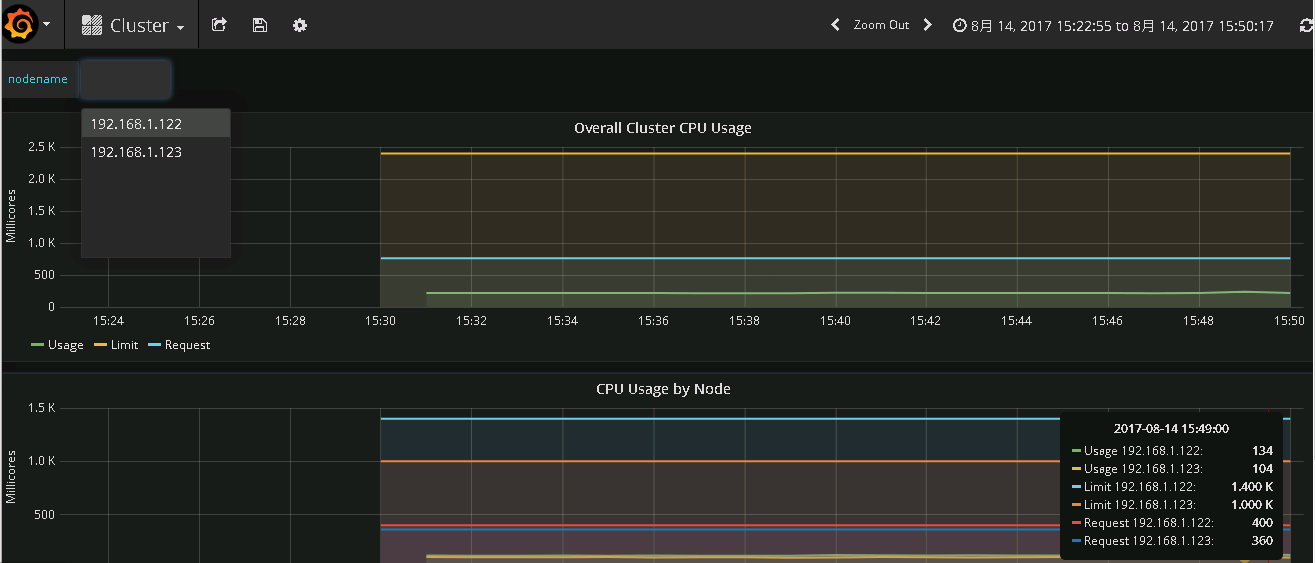 Cluster
Zoom Out
8月 14, 2017 15:22:55 to 8月 14, 2017 15:50:17
nodename
192.168.1.122
192.168.1.123
Overall Cluster CPU Usage
Millicores
2.5 K
2.0 K
1.5 K
1.0 K
500
0
15:24 15:26 15:28 15:30 15:32 15:34 15:36 15:38 15:40 15:42 15:44 15:46 15:48 15:50
Usage Limit Request
CPU Usage by Node
Millicores
1.5 K
1.0 K
500
2017-08-14 15:49:00
Usage 192.168.1.122: 134
Usage 192.168.1.123: 104
Limit 192.168.1.122: 1.400 K
Limit 192.168.1.123: 1.000 K
Request 192.168.1.122: 400
Request 192.168.1.123: 360